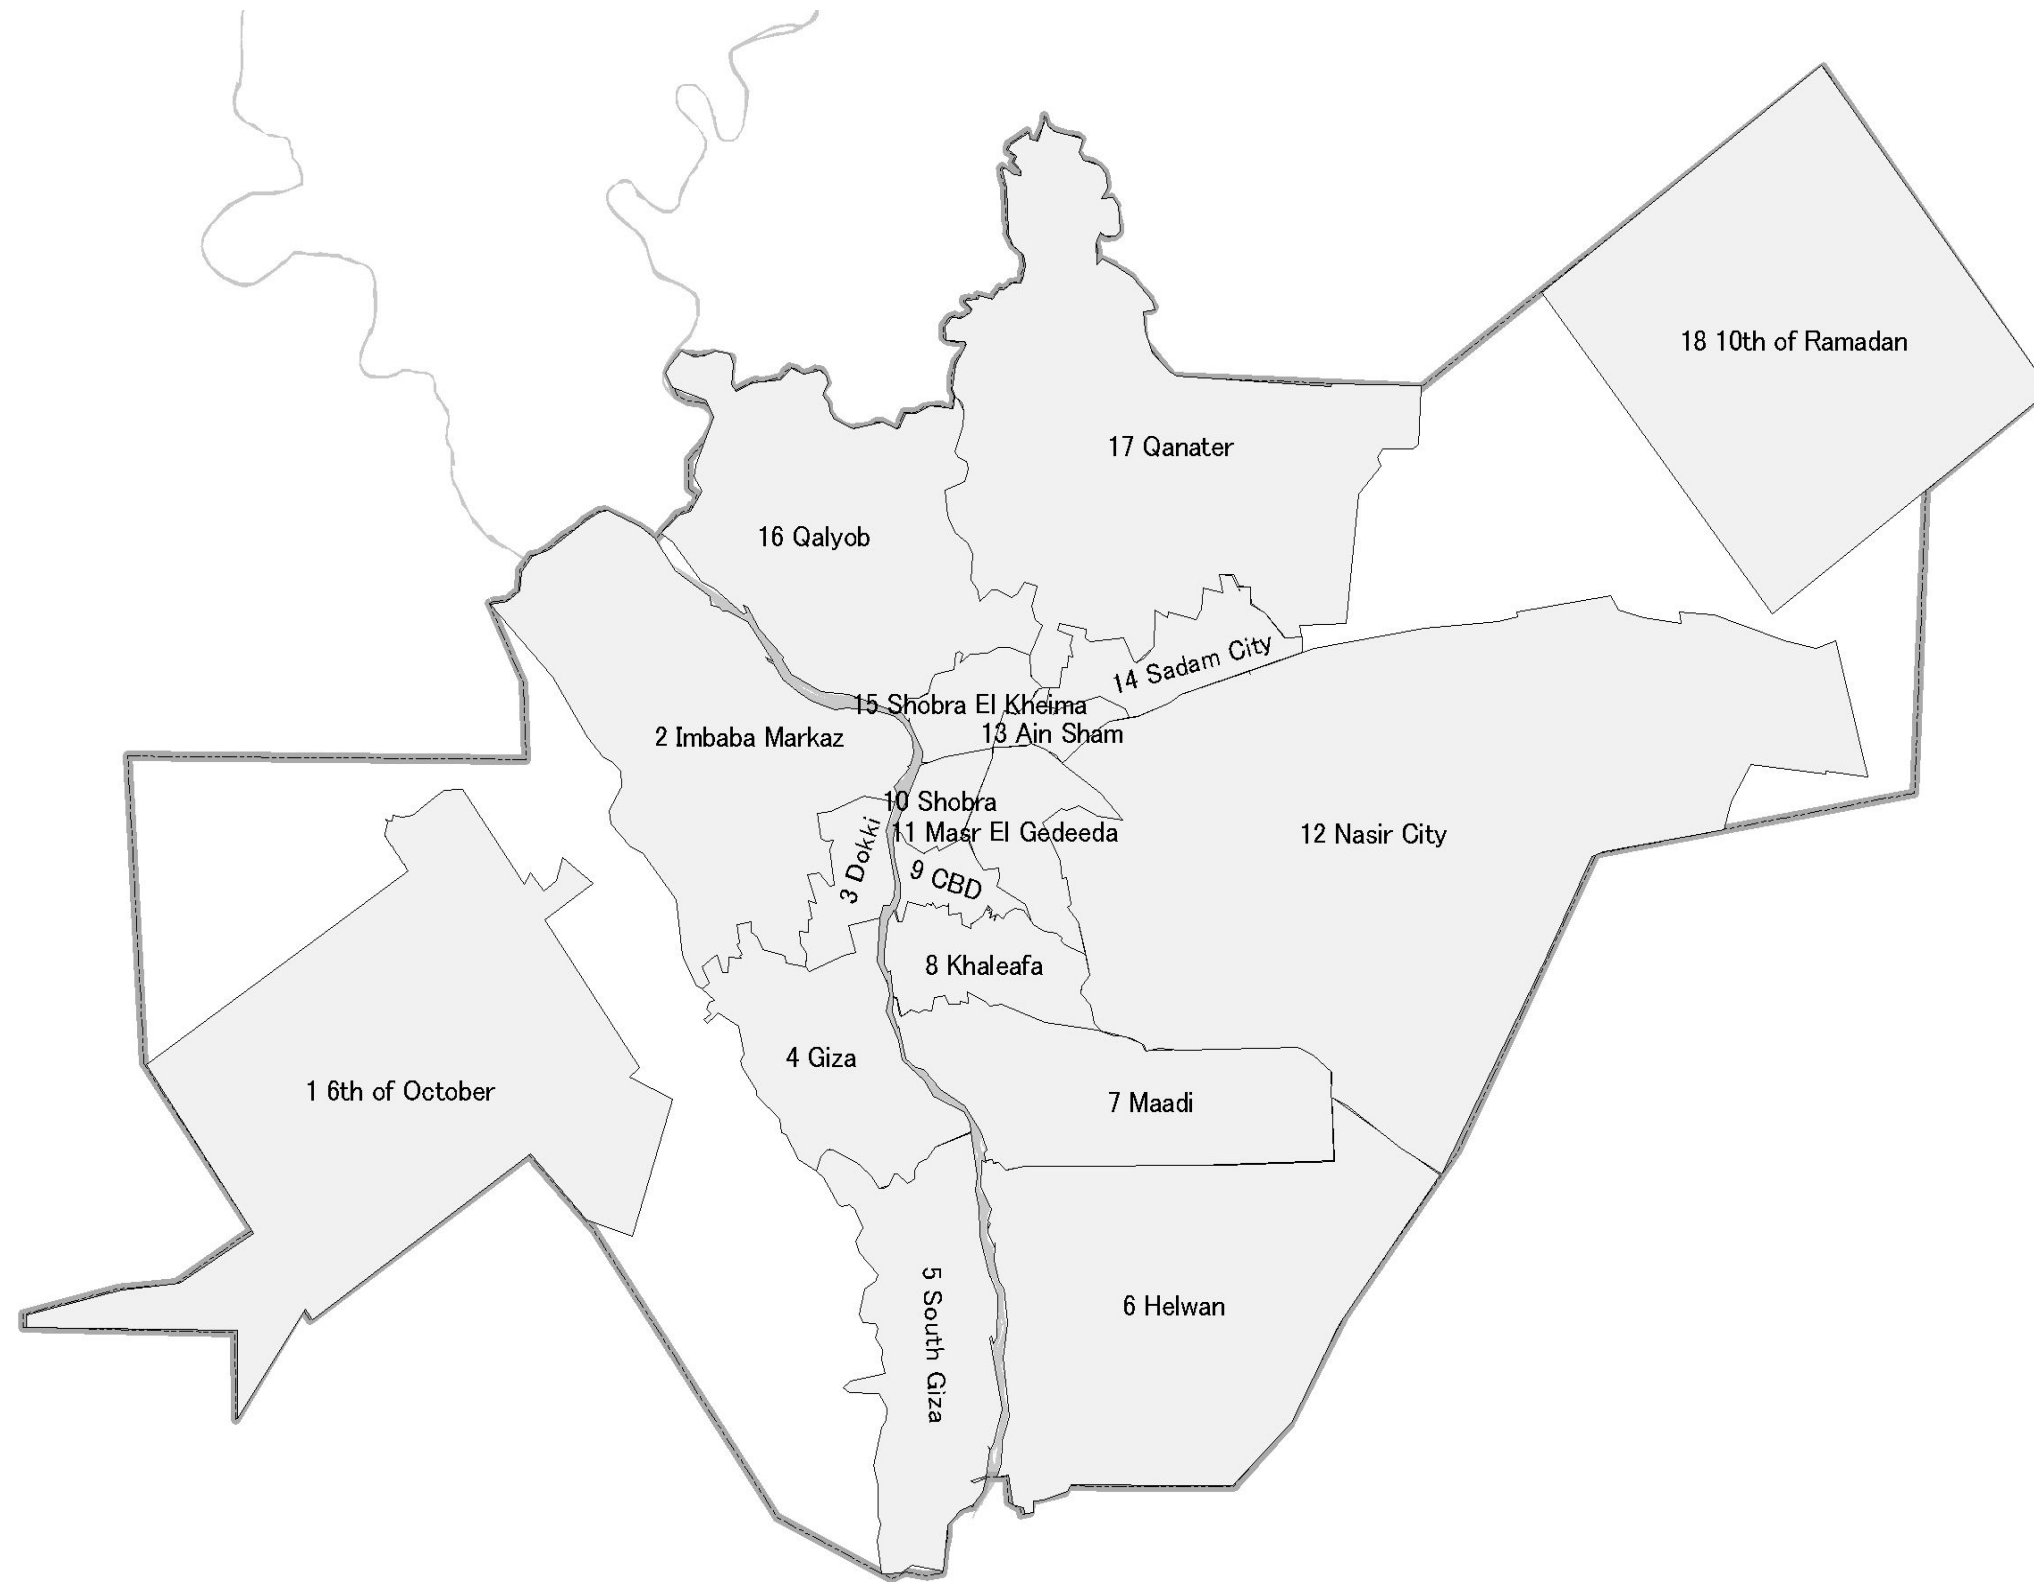 18 10th of Ramadan
17 Qanater
16 Qalyob
14 Sadam City
15 Shobra El Kheima
13 Ain Sham
2 Imbaba Markaz
10 Shobra
11 Masr El Gedeeda
12 Nasir City
3 Dokki
9 CBD
8 Khaleafa
4 Giza
1 6th of October
7 Maadi
6 Helwan
5 South Giza